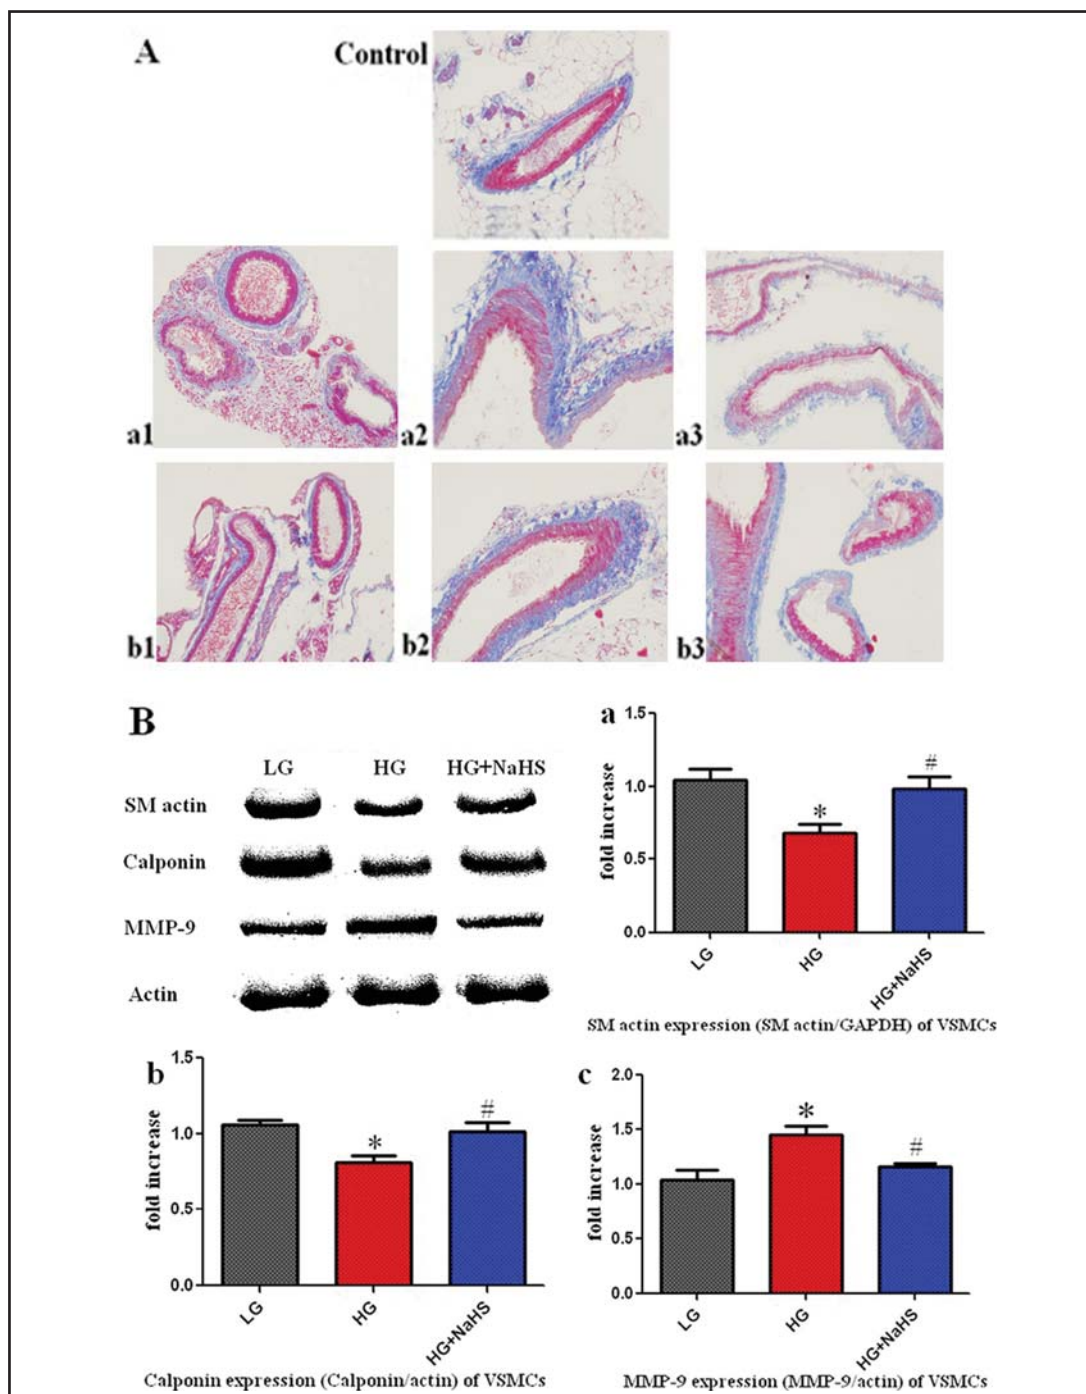 A
Control
a1
a2
a3
b1
b2
b3
B
LG HG HG+NaHS
SM actin
Calponin
MMP-9
Actin
a
fold increase
1.5
1.0
0.5
0.0
*
#
LG
HG
HG+NaHS
SM actin expression (SM actin/GAPDH) of VSMCs
b
fold increase
1.5
1.0
0.5
0.0
*
#
LG
HG
HG+NaHS
Calponin expression (Calponin/actin) of VSMCs
c
fold increase
2.0
1.5
1.0
0.5
0.0
*
#
LG
HG
HG+NaHS
MMP-9 expression (MMP-9/actin) of VSMCs